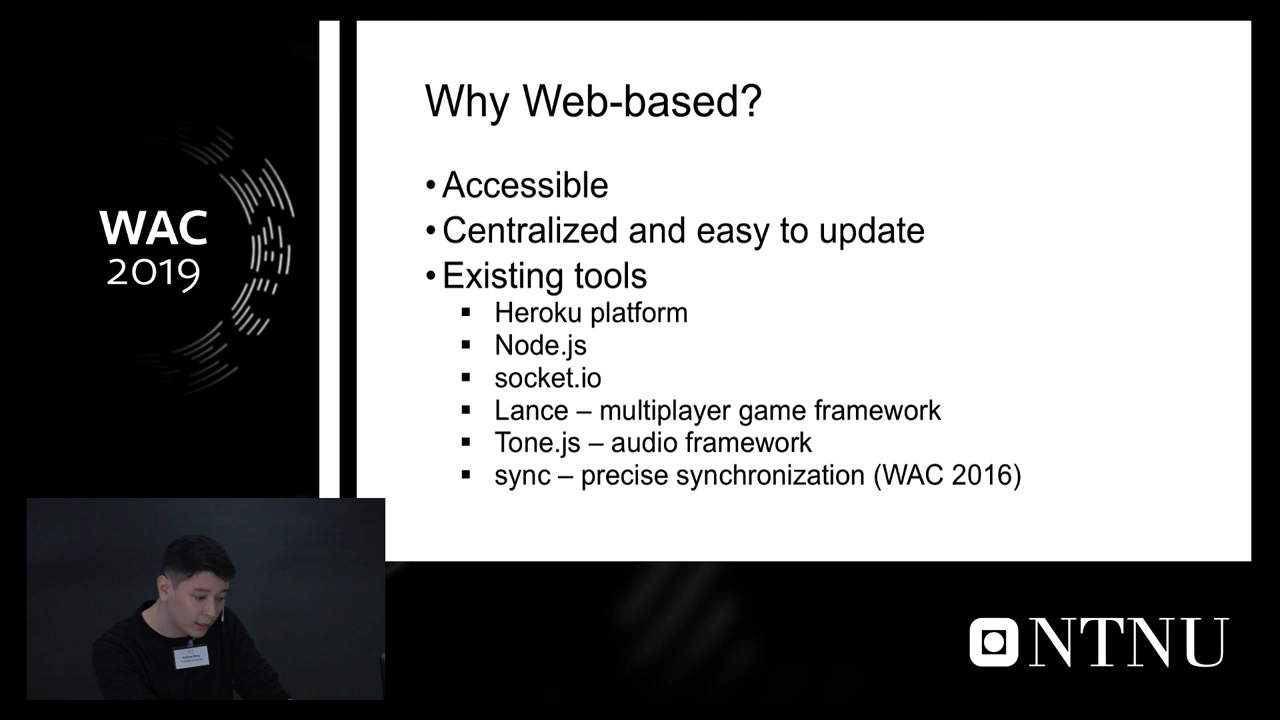 WAC
2019
Why Web-based?
•Accessible
•Centralized and easy to update
•Existing tools
▪ Heroku platform
▪ Node.js
▪ socket.io
▪ Lance – multiplayer game framework
▪ Tone.js – audio framework
▪ sync – precise synchronization (WAC 2016)
NTNU